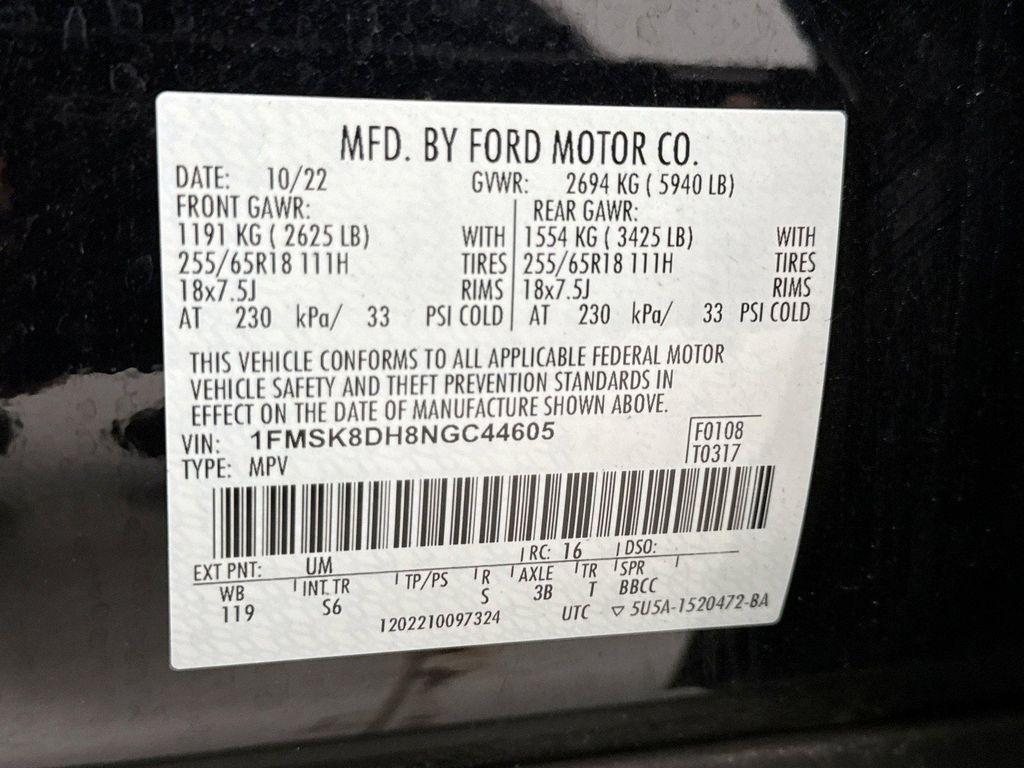 MFD. BY FORD MOTOR CO.
DATE: 10/22 GVWR: 2694 KG ( 5940 LB)
FRONT GAWR: REAR GAWR:
1191 KG ( 2625 LB) WITH 1554 KG ( 3425 LB) WITH
255/65R18 111H TIRES 255/65R18 111H TIRES
18x7.5J RIMS 18x7.5J RIMS
AT 230 kPa/ 33 PSI COLD AT 230 kPa/ 33 PSI COLD
THIS VEHICLE CONFORMS TO ALL APPLICABLE FEDERAL MOTOR
VEHICLE SAFETY AND THEFT PREVENTION STANDARDS IN
EFFECT ON THE DATE OF MANUFACTURE SHOWN ABOVE.
VIN: 1FMSK8DH8NGC44605 F0108
TYPE: MPV T0317
EXT PNT: UM RC: 16 DSO:
WB INT. TR TP/PS R AXLE TR SPR
119 S6 S 3B T BBCC
1202210097324 UTC ▽ 5U5A-1520472-BA